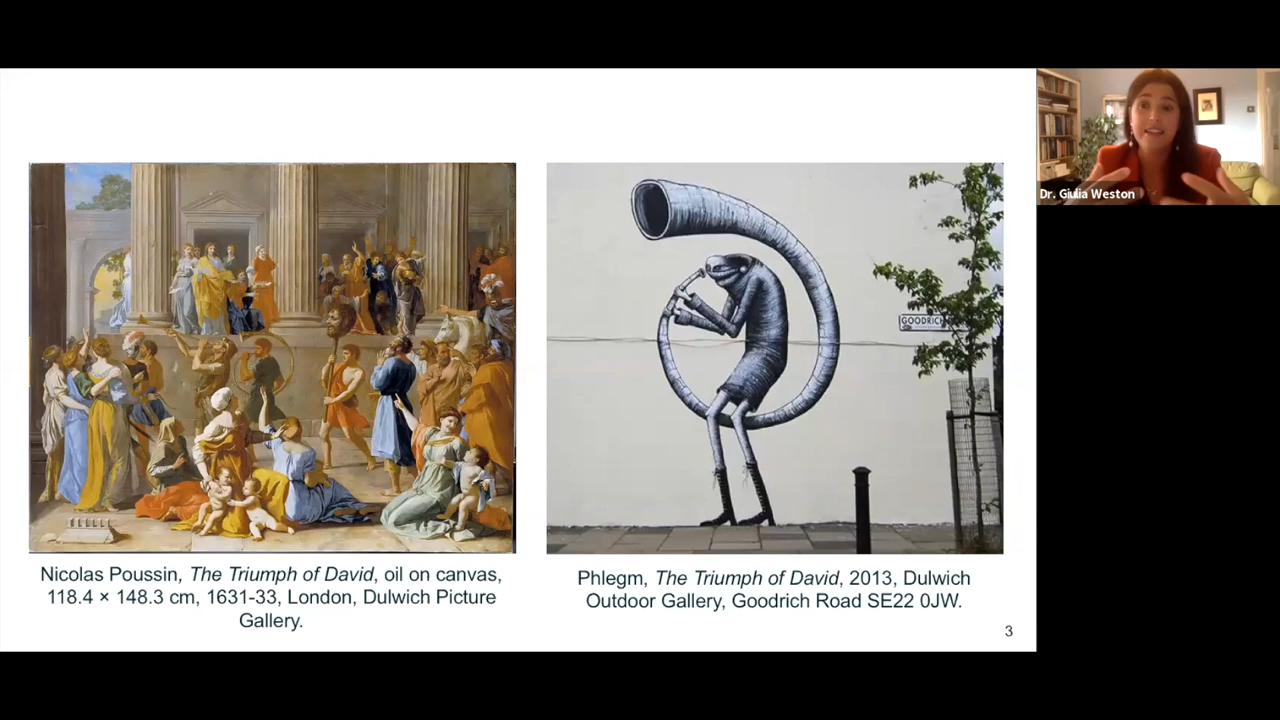 Dr. Giulia Weston
GOODRICH
Nicolas Poussin, The Triumph of David, oil on canvas,
118.4 × 148.3 cm, 1631-33, London, Dulwich Picture
Gallery.
Phlegm, The Triumph of David, 2013, Dulwich
Outdoor Gallery, Goodrich Road SE22 0JW.
3